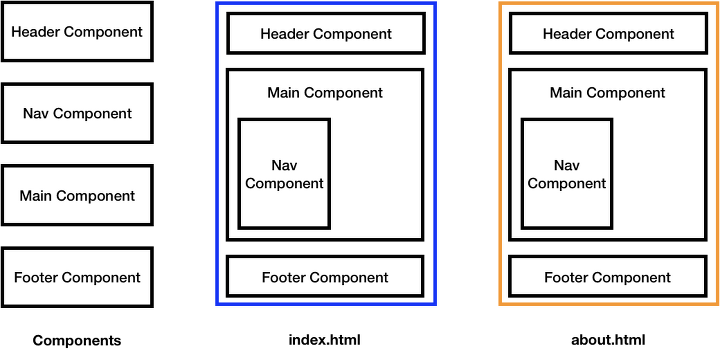 Header Component
Nav Component
Main Component
Footer Component
Components
Header Component
Main Component
Nav
Component
Footer Component
index.html
Header Component
Main Component
Nav
Component
Footer Component
about.html